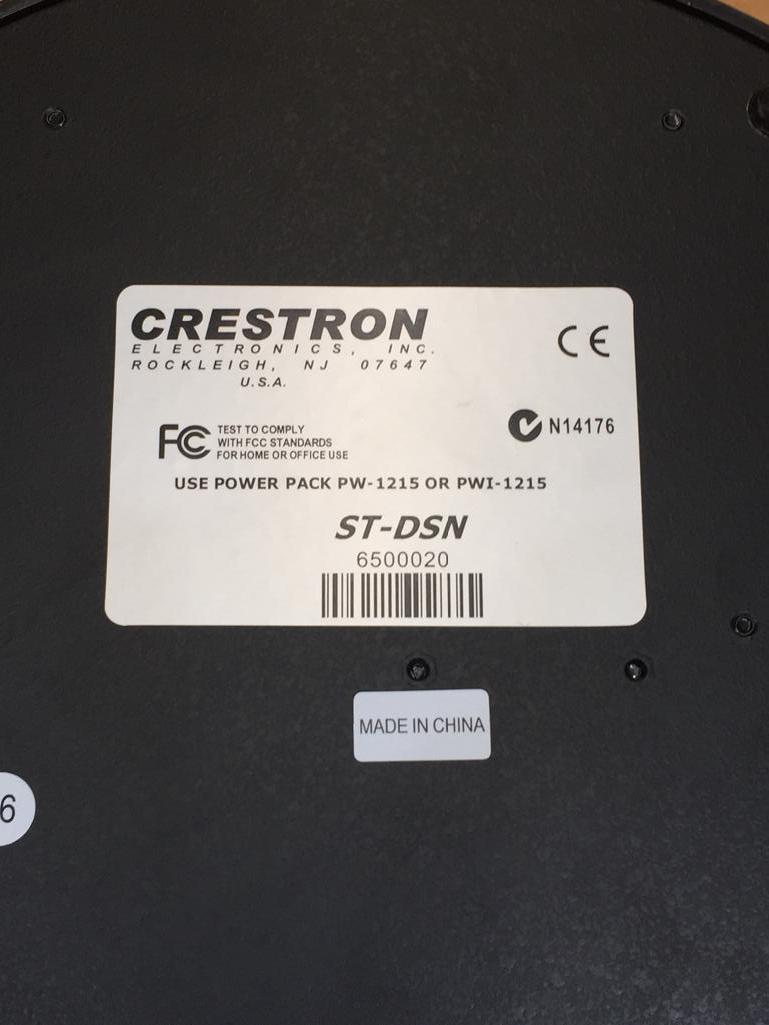 CRESTRON
ELECTRONICS, INC.
ROCKLEIGH, NJ 07647
U.S.A.
CE
FC
TEST TO COMPLY
WITH FCC STANDARDS
FOR HOME OR OFFICE USE
N14176
USE POWER PACK PW-1215 OR PWI-1215
ST-DSN
6500020
MADE IN CHINA
6